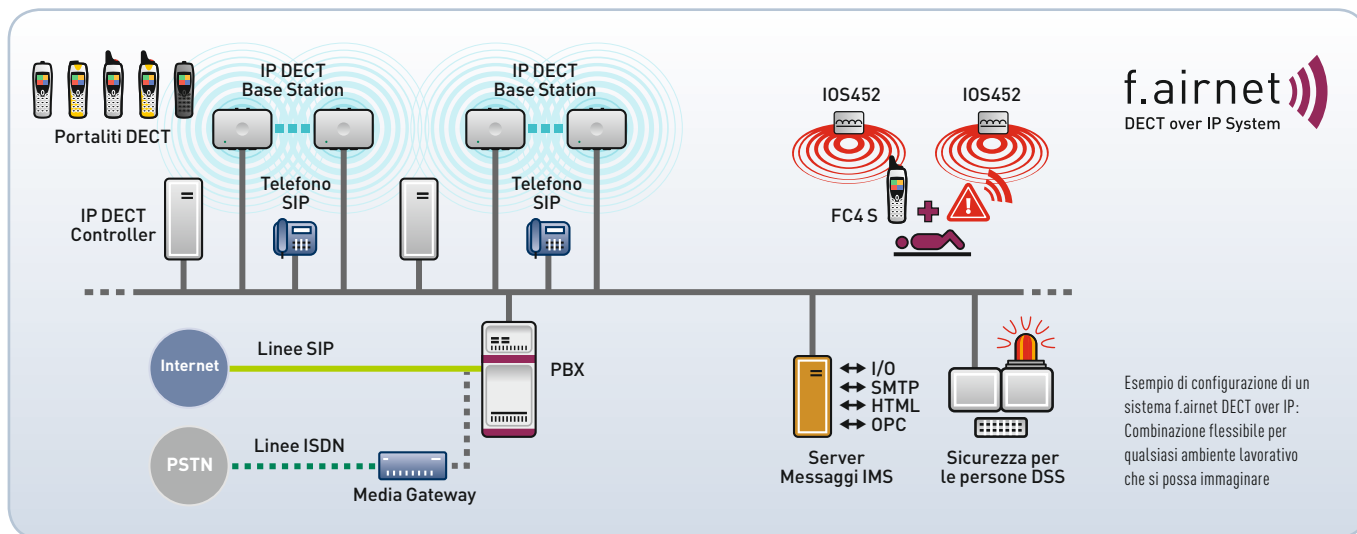 IP DECT
Base Station
IP DECT
Base Station
IOS452
IOS452
f.airnet
DECT over IP System
Portaliti DECT
IP DECT
Controller
Telefono
SIP
Telefono
SIP
FC4 S
Internet
Linee SIP
PBX
PSTN
Linee ISDN
Media Gateway
I/O
SMTP
HTML
OPC
Server
Messaggi IMS
Sicurezza per
le persone DSS
Esempio di configurazione di un
sistema f.airnet DECT over IP:
Combinazione flessibile per
qualsiasi ambiente lavorativo
che si possa immaginare